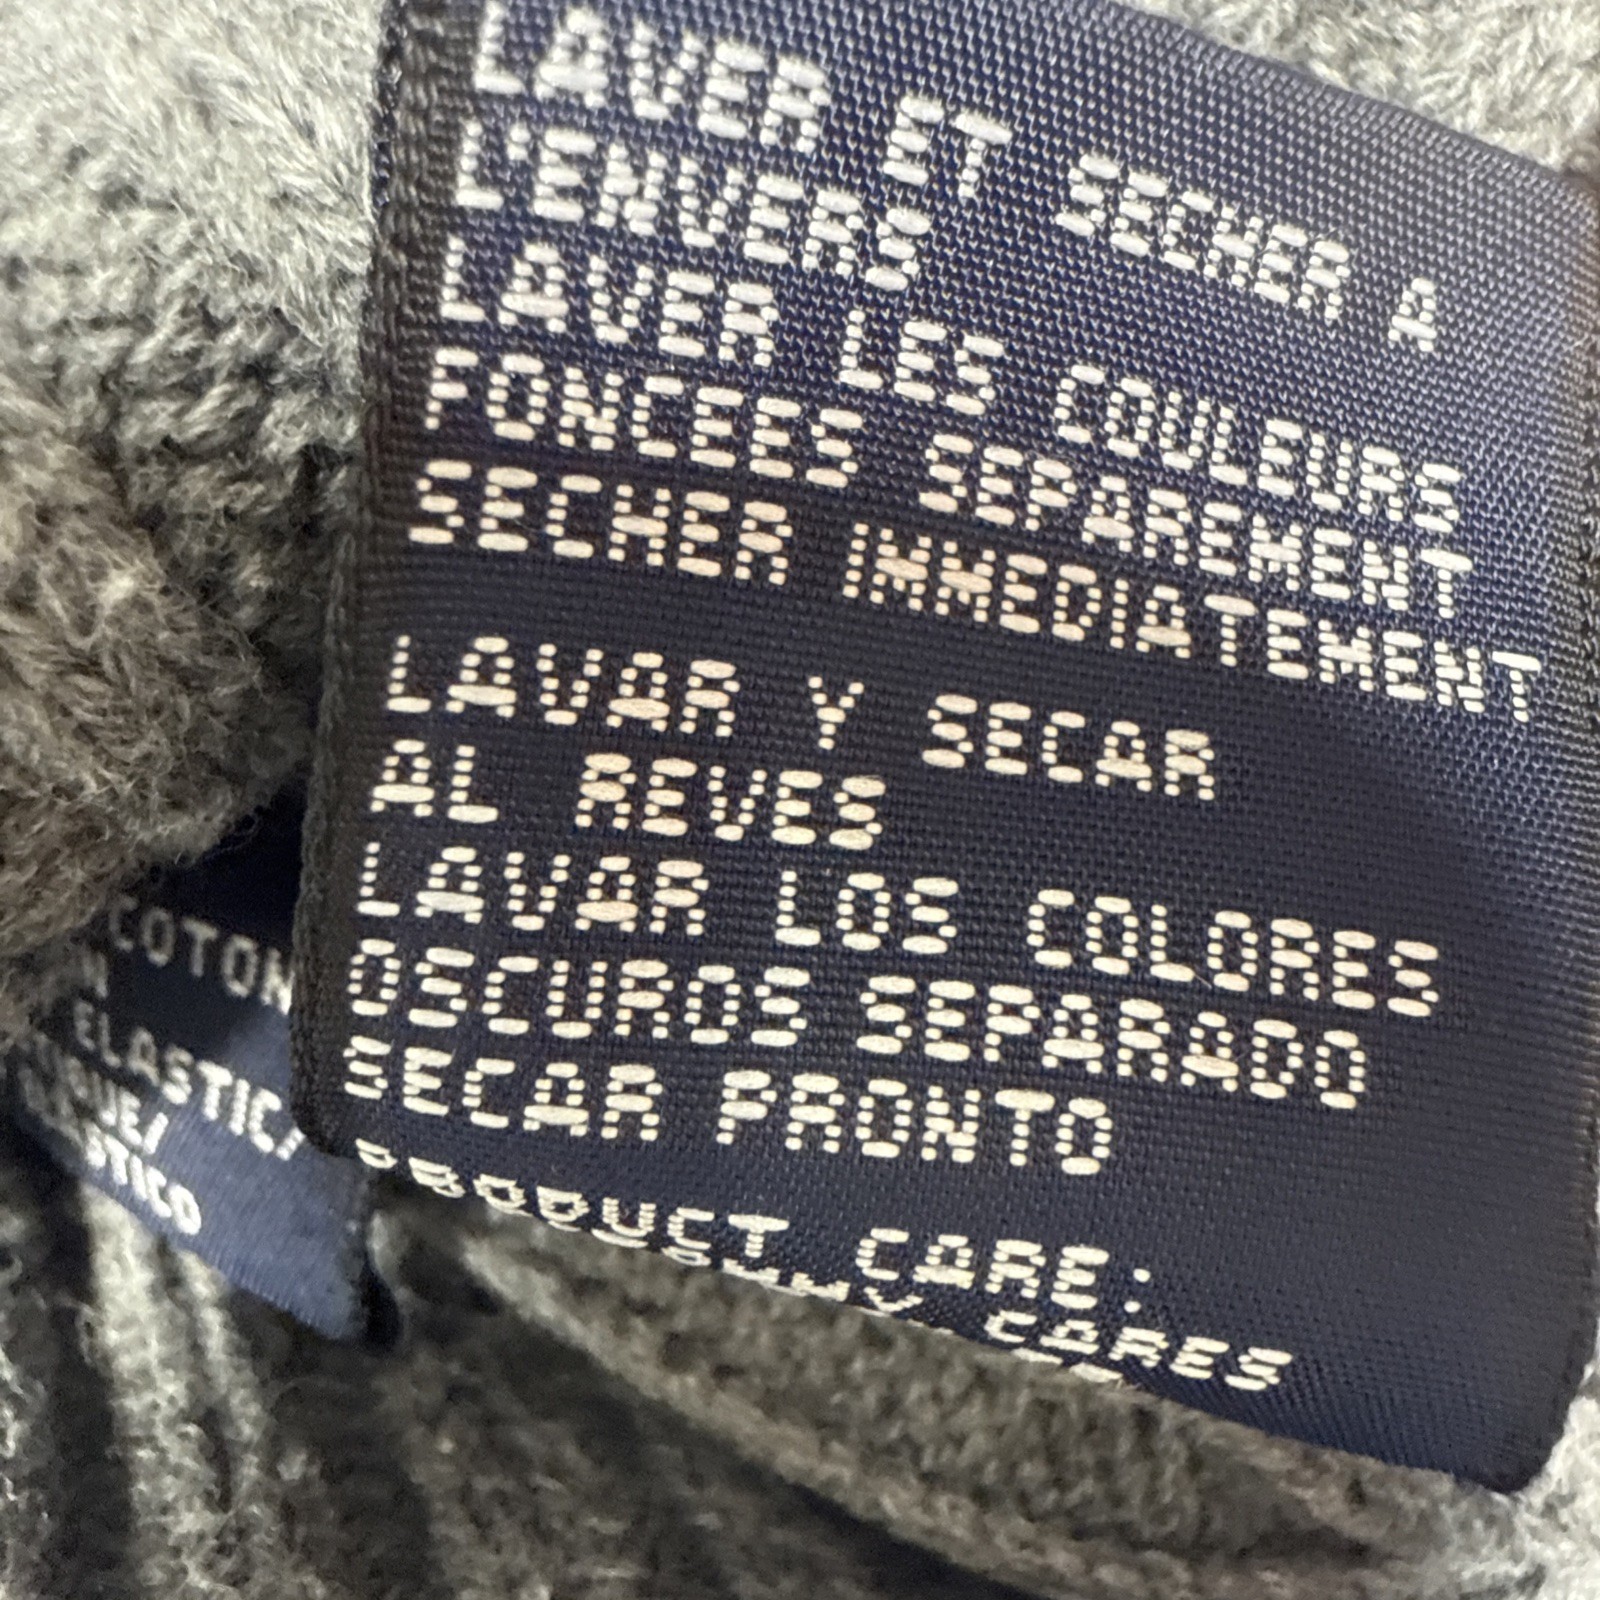 LAVER ET SECHER A
L'ENVERS
LAVER LES COULEURS
FONCEES SEPAREMENT
SECHER IMMEDIATEMENT
LAVAR Y SECAR
AL REVES
LAVAR LOS COLORES
OSCUROS SEPARADO
SECAR PRONTO
PRODUCT CARE:
CARES
COTON
ELASTIC